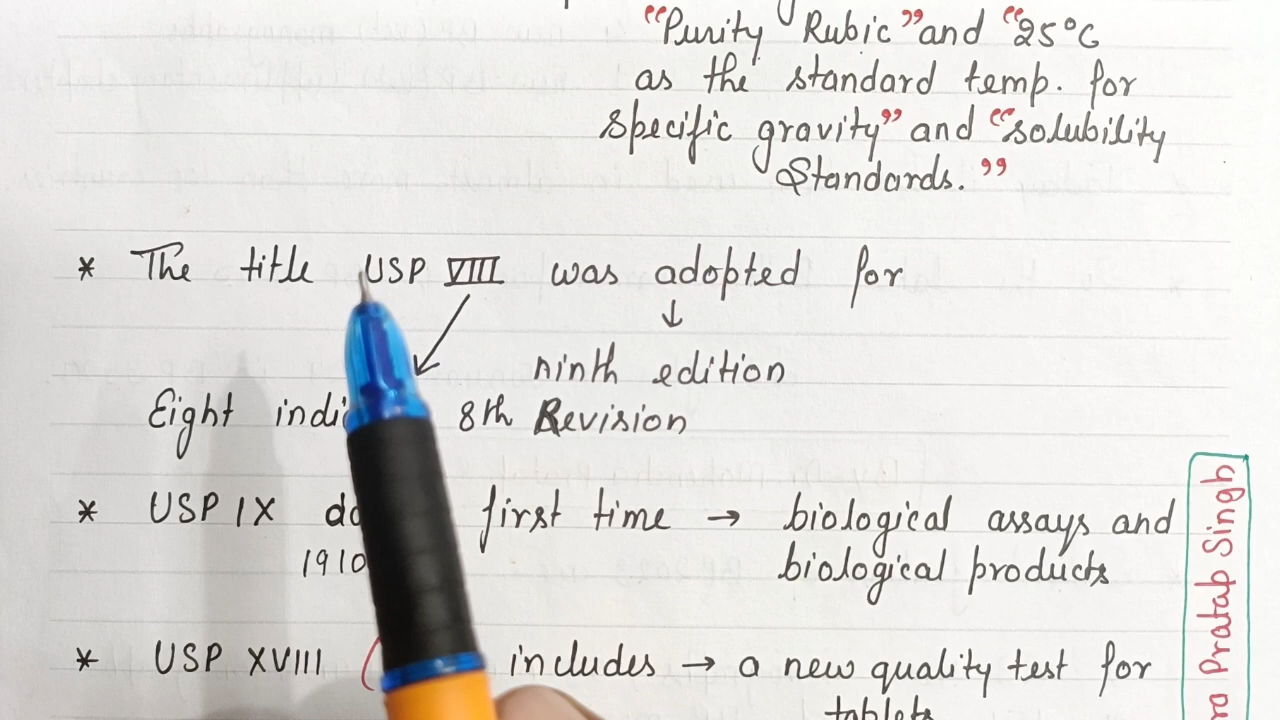 “Purity Rubic” and “25°C
as the standard temp. for
specific gravity” and “solubility
Standards.”
* The title USP VIII was adopted for
↓
ninth edition
Eight 8th Revision
* USP IX first time → biological assays and
1910 biological products
* USP XVIII ( includes → a new quality test for
tablets
Pratap Singh